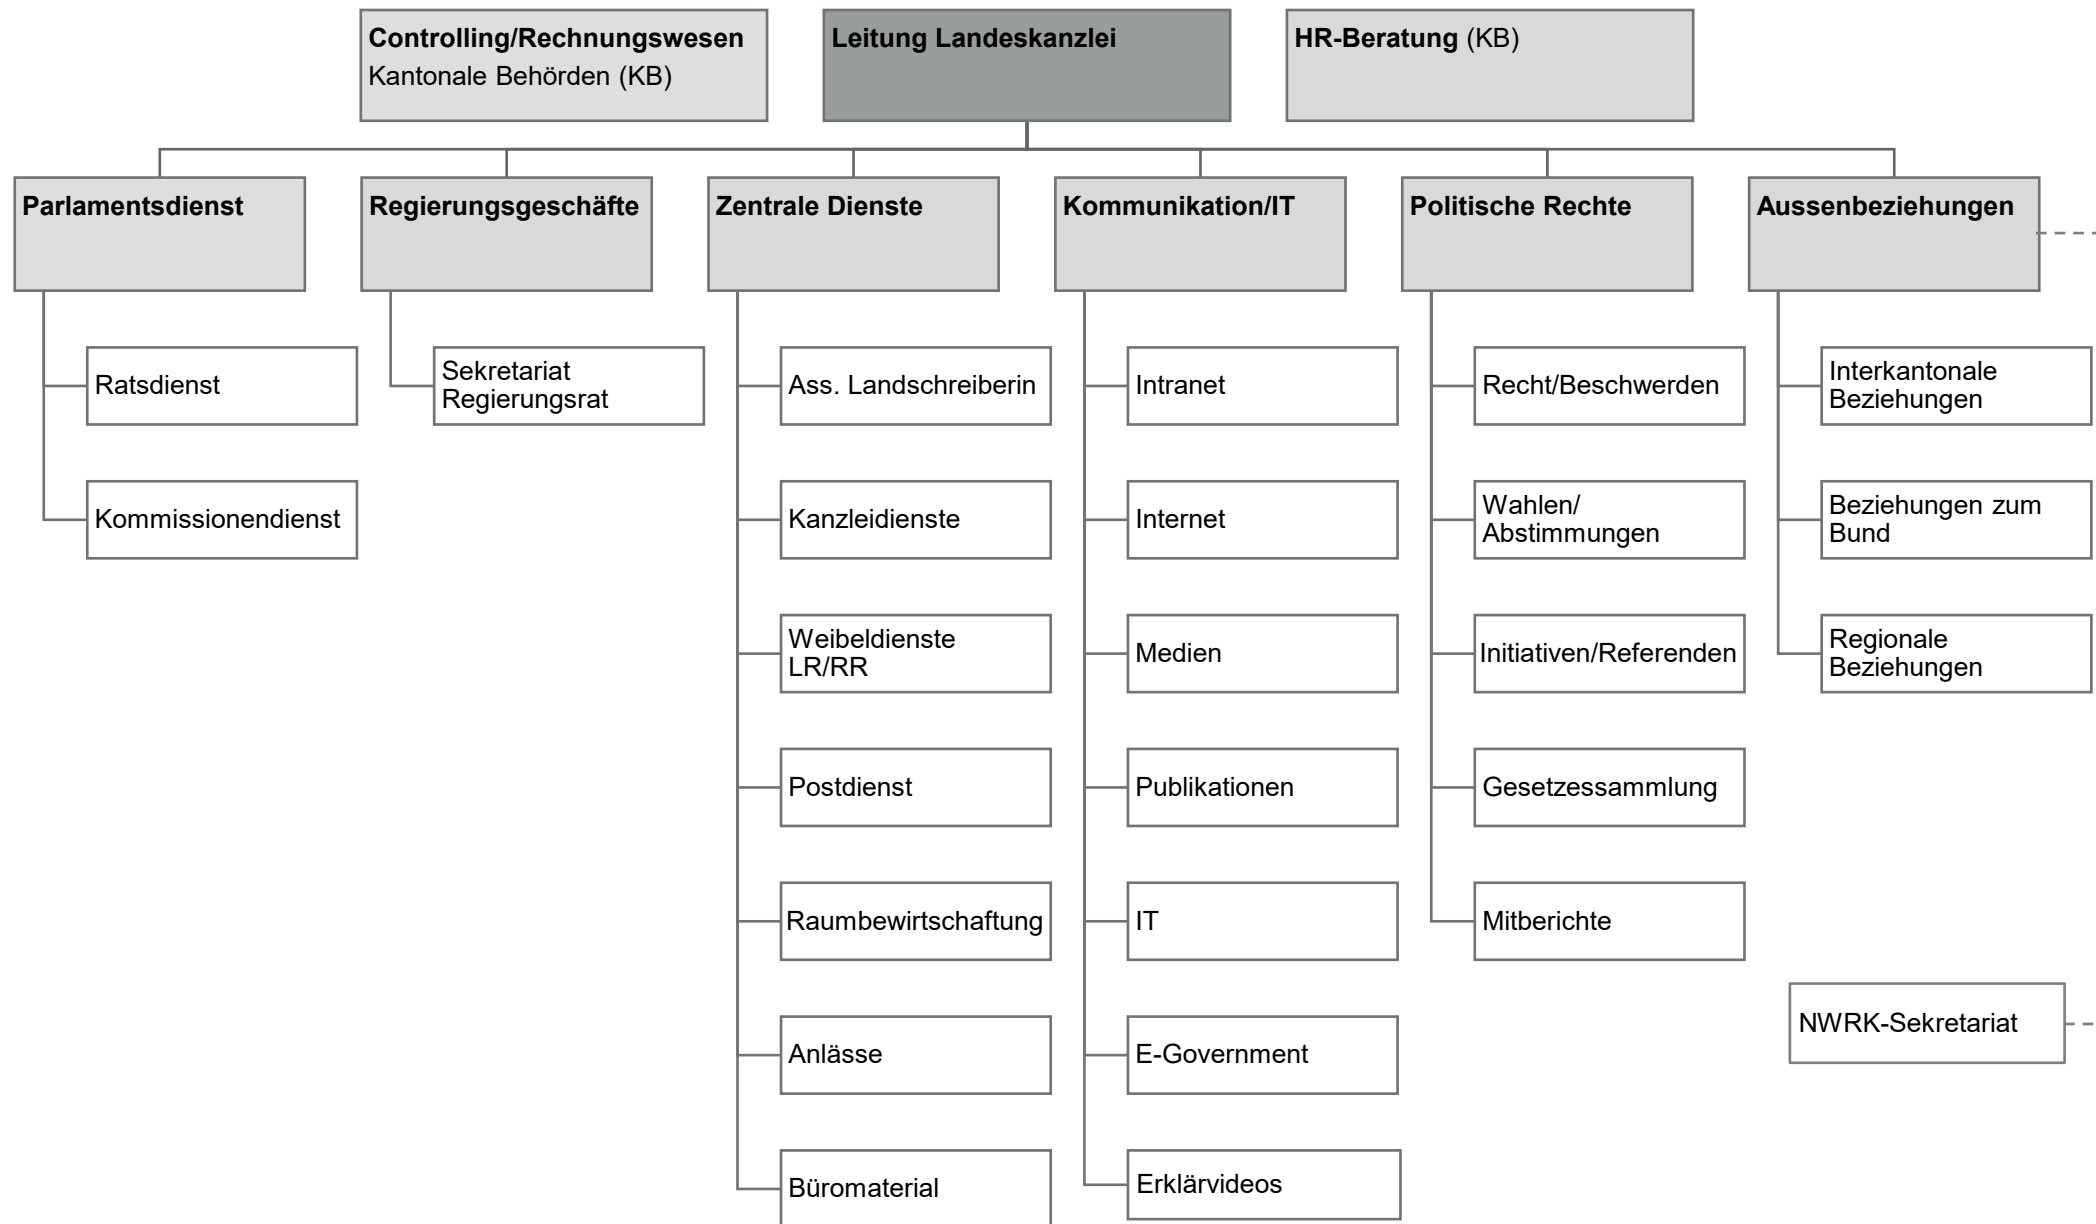 Controlling/Rechnungswesen
Kantonale Behörden (KB)
Leitung Landeskanzlei
HR-Beratung (KB)
Parlamentsdienst
Regierungsgeschäfte
Zentrale Dienste
Kommunikation/IT
Politische Rechte
Aussenbeziehungen
Ratsdienst
Kommissionendienst
Sekretariat
Regierungsrat
Ass. Landschreiberin
Kanzleidienste
Weibeldienste
LR/RR
Postdienst
Raumbewirtschaftung
Anlässe
Büromaterial
Intranet
Internet
Medien
Publikationen
IT
E-Government
Erklärvideos
Recht/Beschwerden
Wahlen/
Abstimmungen
Initiativen/Referenden
Gesetzessammlung
Mitberichte
Interkantonale
Beziehungen
Beziehungen zum
Bund
Regionale
Beziehungen
NWRK-Sekretariat